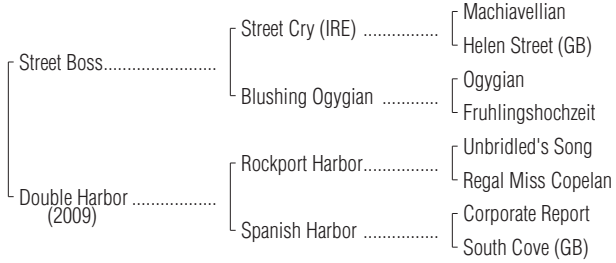 Machiavellian
Street Cry (IRE) ................
Helen Street (GB)
Street Boss........................
Ogygian
Blushing Ogygian ............
Fruhlingshochzeit
Unbridled's Song
Rockport Harbor................
Regal Miss Copelan
Double Harbor ..................
(2009)
Corporate Report
Spanish Harbor ................
South Cove (GB)